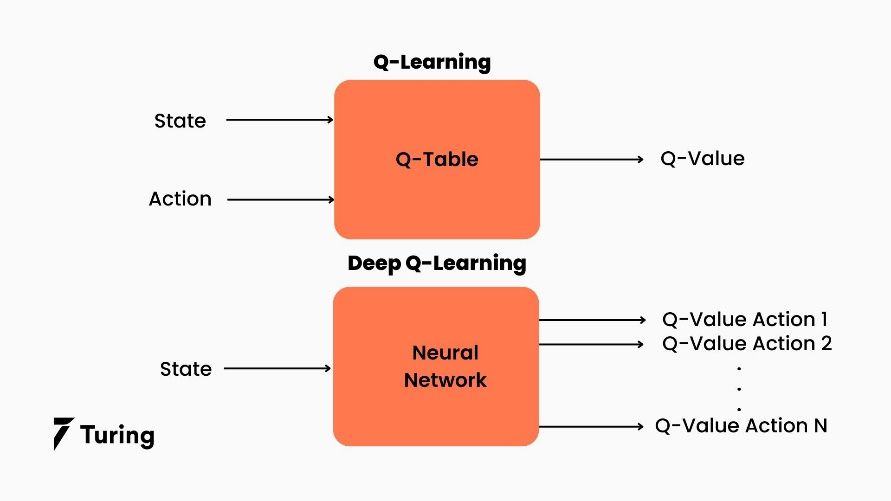 Q-Learning
State
Q-Table
Q-Value
Action
Deep Q-Learning
Q-Value Action 1
Q-Value Action 2
Neural
Network
State
Q-Value Action N
Turing